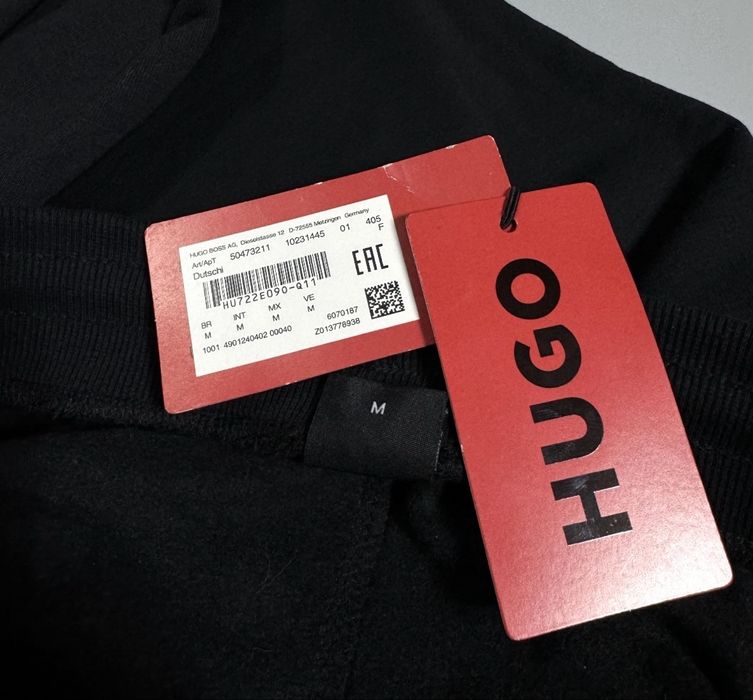 HUGO BOSS AG, Dieselstasse 12 D-72555 Metzingen Germany
Art/ApT 50473211 10231445 01 405
Dutschi F
EAC
HU722E090-Q11
BR INT MX VE
M M M M 6070187
1001 4901240402 00040 Z013778938
M
HUGO